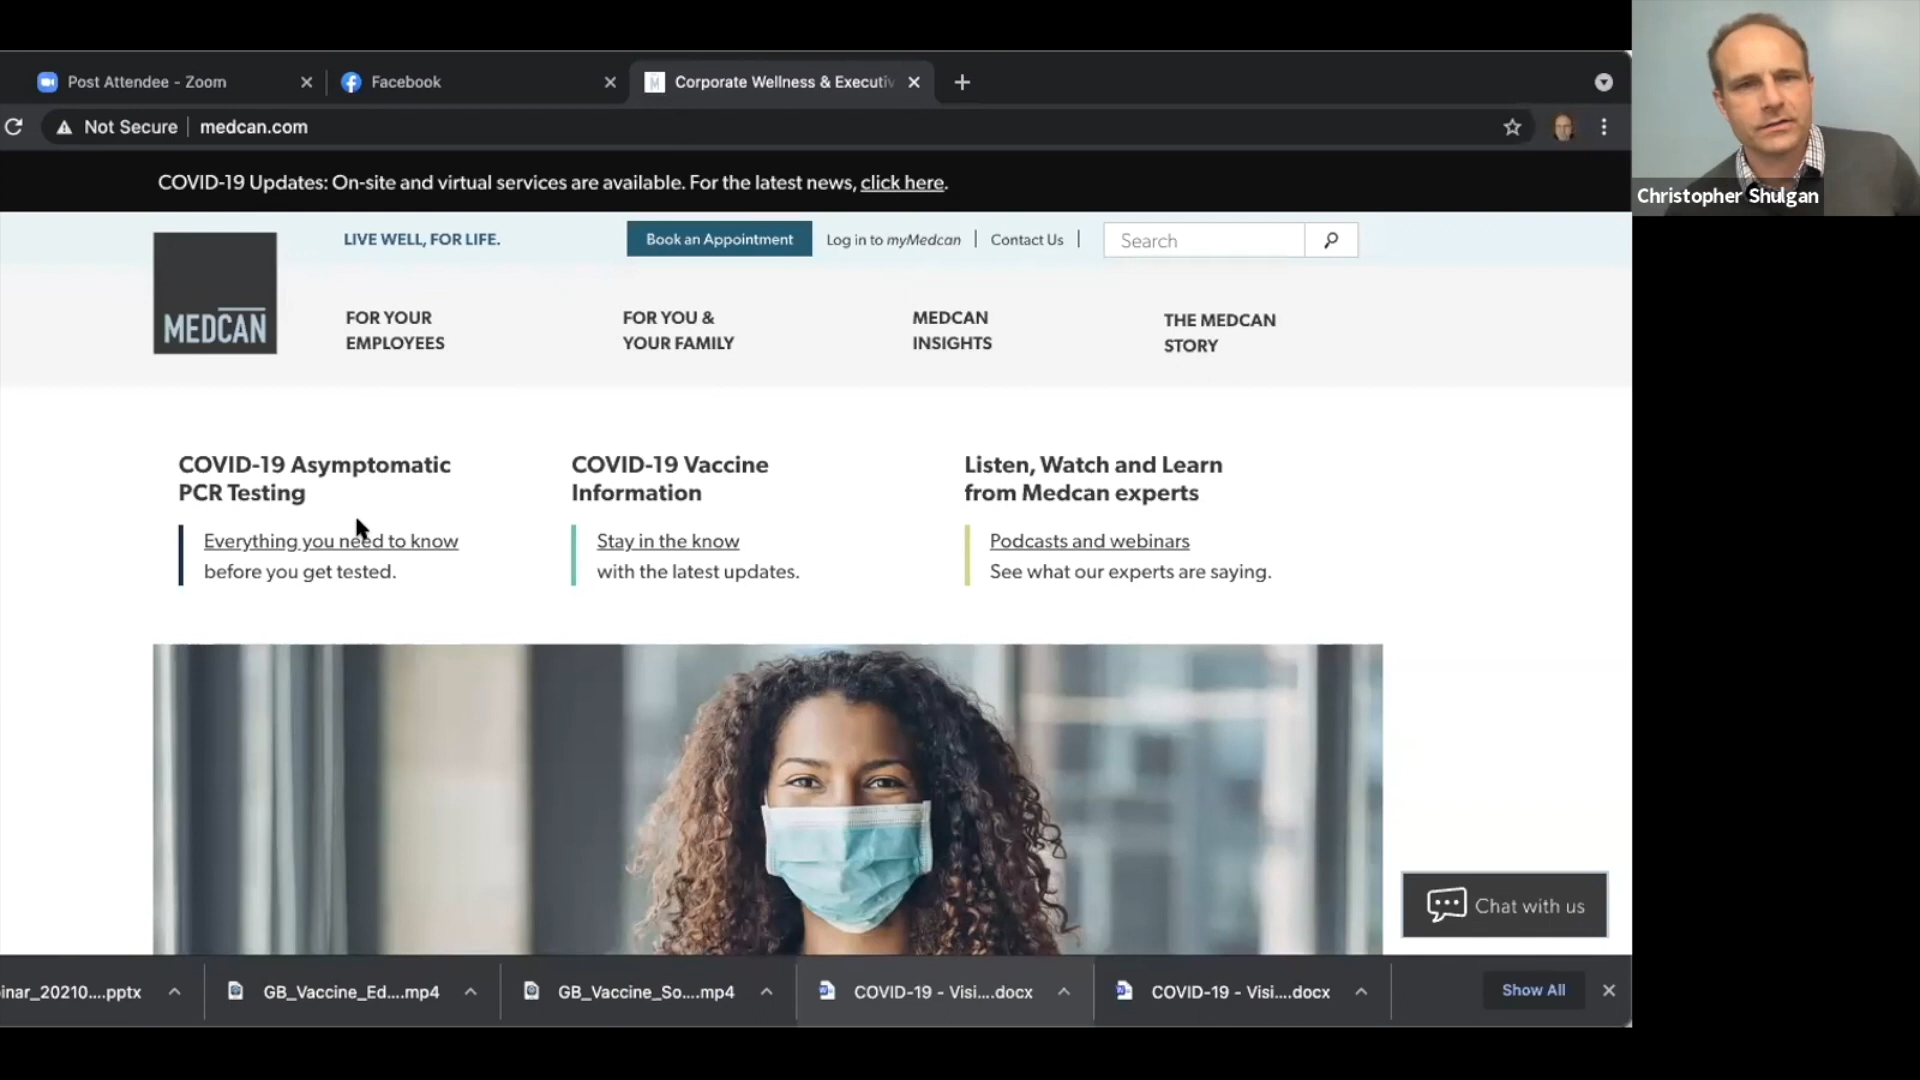 Post Attendee - Zoom
Facebook
Corporate Wellness & Executiv
Not Secure
medcan.com
COVID-19 Updates: On-site and virtual services are available. For the latest news, click here.
Christopher Shulgan
LIVE WELL, FOR LIFE.
Book an Appointment
Log in to myMedcan
Contact Us
Search
MEDCAN
FOR YOUR
EMPLOYEES
FOR YOU &
YOUR FAMILY
MEDCAN
INSIGHTS
THE MEDCAN
STORY
COVID-19 Asymptomatic
PCR Testing
Everything you need to know
before you get tested.
COVID-19 Vaccine
Information
Stay in the know
with the latest updates.
Listen, Watch and Learn
from Medcan experts
Podcasts and webinars
See what our experts are saying.
Chat with us
inar_20210....pptx
GB_Vaccine_Ed....mp4
GB_Vaccine_So....mp4
COVID-19 - Visi....docx
COVID-19 - Visi....docx
Show All